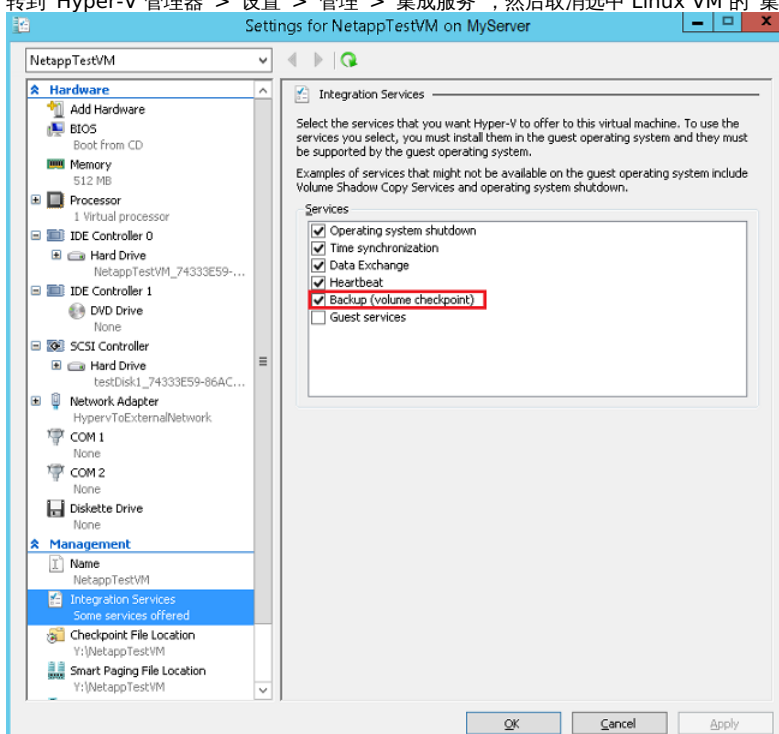 转到"Hyper-V 管理器 > 设置 > 管理 > 集成服务"，然后取消选中 Linux VM 的"集
Settings for NetappTestVM on MyServer
NetappTestVM
Hardware
Add Hardware
BIOS
Boot from CD
Memory
512 MB
Processor
1 Virtual processor
IDE Controller 0
Hard Drive
NetappTestVM_74333E59-...
IDE Controller 1
DVD Drive
None
SCSI Controller
Hard Drive
testDisk1_74333E59-86AC...
Network Adapter
HypervToExternalNetwork
COM 1
None
COM 2
None
Diskette Drive
None
Management
Name
NetappTestVM
Integration Services
Some services offered
Checkpoint File Location
Y:\NetappTestVM
Smart Paging File Location
Y:\NetappTestVM
Integration Services
Select the services that you want Hyper-V to offer to this virtual machine. To use the
services you select, you must install them in the guest operating system and they must
be supported by the guest operating system.
Examples of services that might not be available on the guest operating system include
Volume Shadow Copy Services and operating system shutdown.
Services
Operating system shutdown
Time synchronization
Data Exchange
Heartbeat
Backup (volume checkpoint)
Guest services
OK
Cancel
Apply